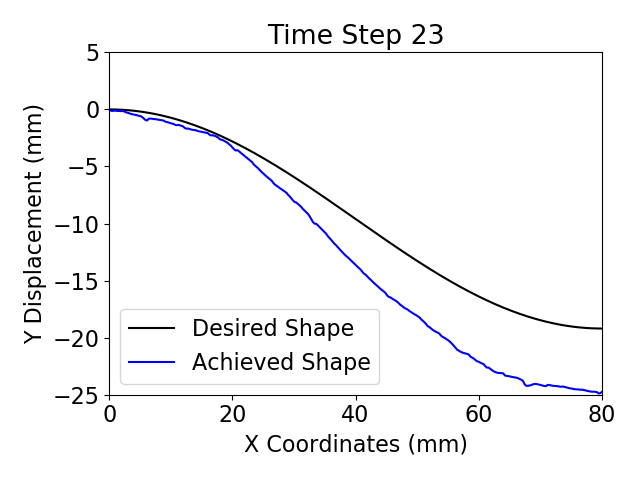 Time Step 23
Y Displacement (mm)
5
0
−5
−10
−15
−20
−25
Desired Shape
Achieved Shape
0 20 40 60 80
X Coordinates (mm)